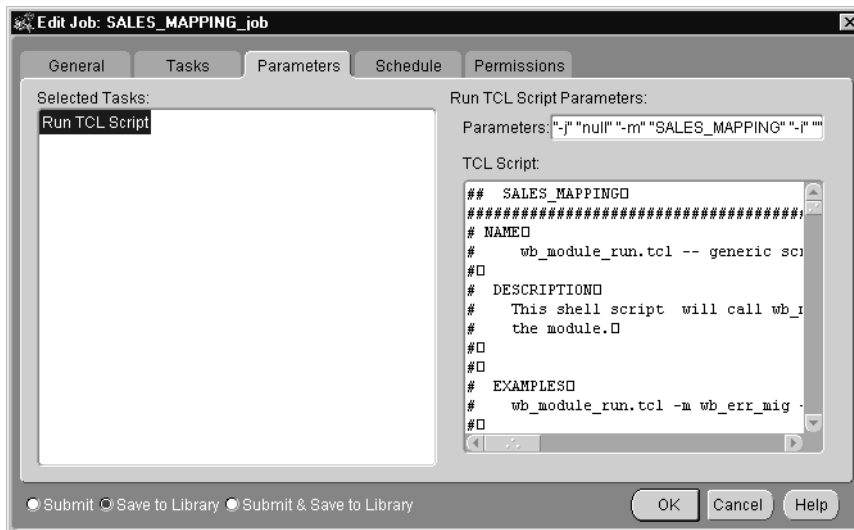 Edit Job: SALES_MAPPING_job
General Tasks Parameters Schedule Permissions
Selected Tasks:
Run TCL Script
Run TCL Script Parameters:
Parameters: "-j" "null" "-m" "SALES_MAPPING" "-i" ""
TCL Script:
## SALES_MAPPING□
#####################################
# NAME□
# wb_module_run.tcl -- generic scr
#□
# DESCRIPTION□
# This shell script will call wb_r
# the module.□
#□
#□
# EXAMPLES□
# wb_module_run.tcl -m wb_err_mig -
#□
Submit Save to Library Submit & Save to Library
OK Cancel Help